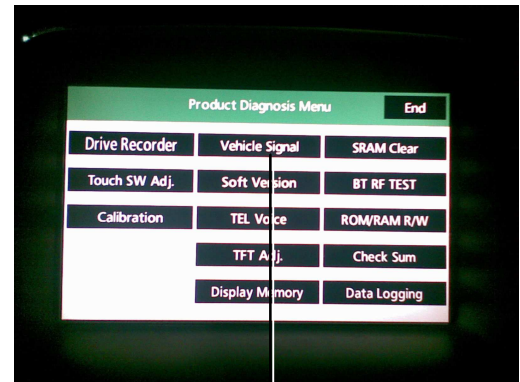 Product Diagnosis Menu End
Drive Recorder Vehicle Signal SRAM Clear
Touch SW Adj. Soft Version BT RF TEST
Calibration TEL Voice ROM/RAM R/W
TFT Adj. Check Sum
Display Memory Data Logging